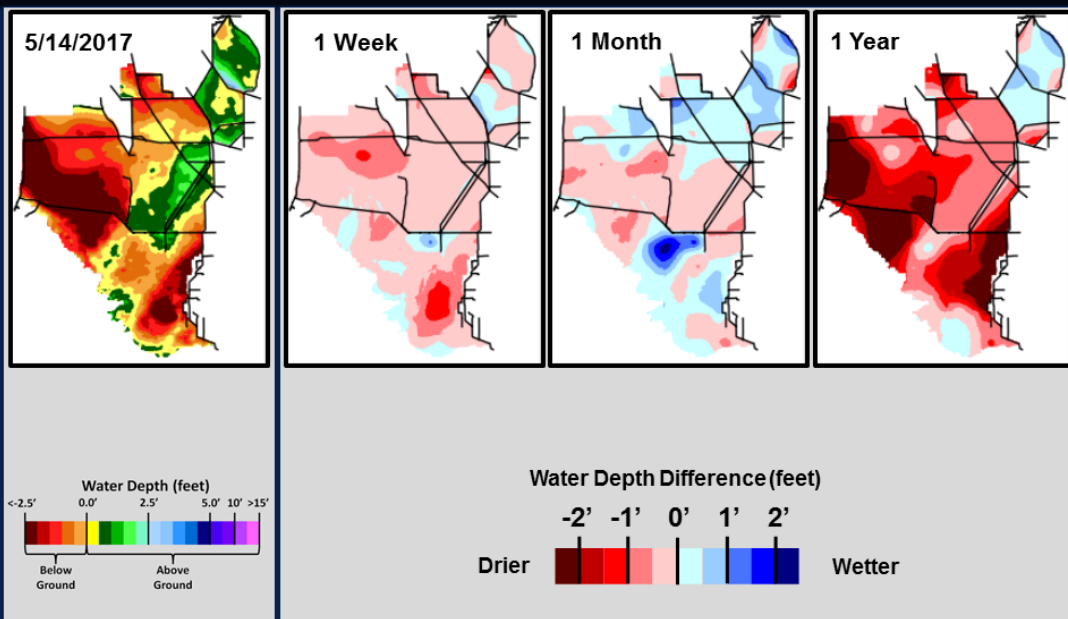 5/14/2017
1 Week
1 Month
1 Year
Water Depth (feet)
<-2.5’ 0.0’ 2.5’ 5.0’ 10’ >15’
Below
Ground
Above
Ground
Water Depth Difference (feet)
-2’ -1’ 0’ 1’ 2’
Drier
Wetter